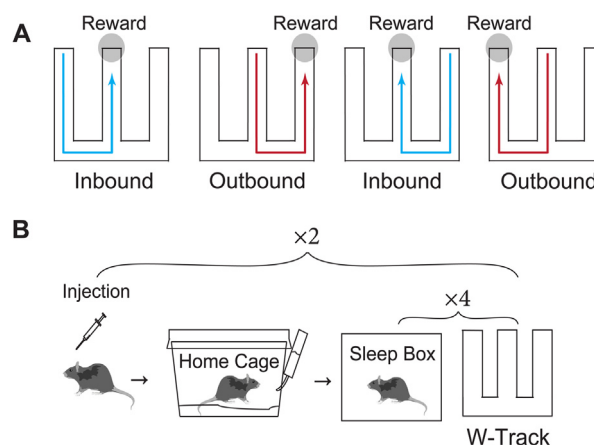 A
Reward Reward Reward Reward
Inbound Outbound Inbound Outbound
B
×2
Injection
×4
Home Cage
Sleep Box
W-Track